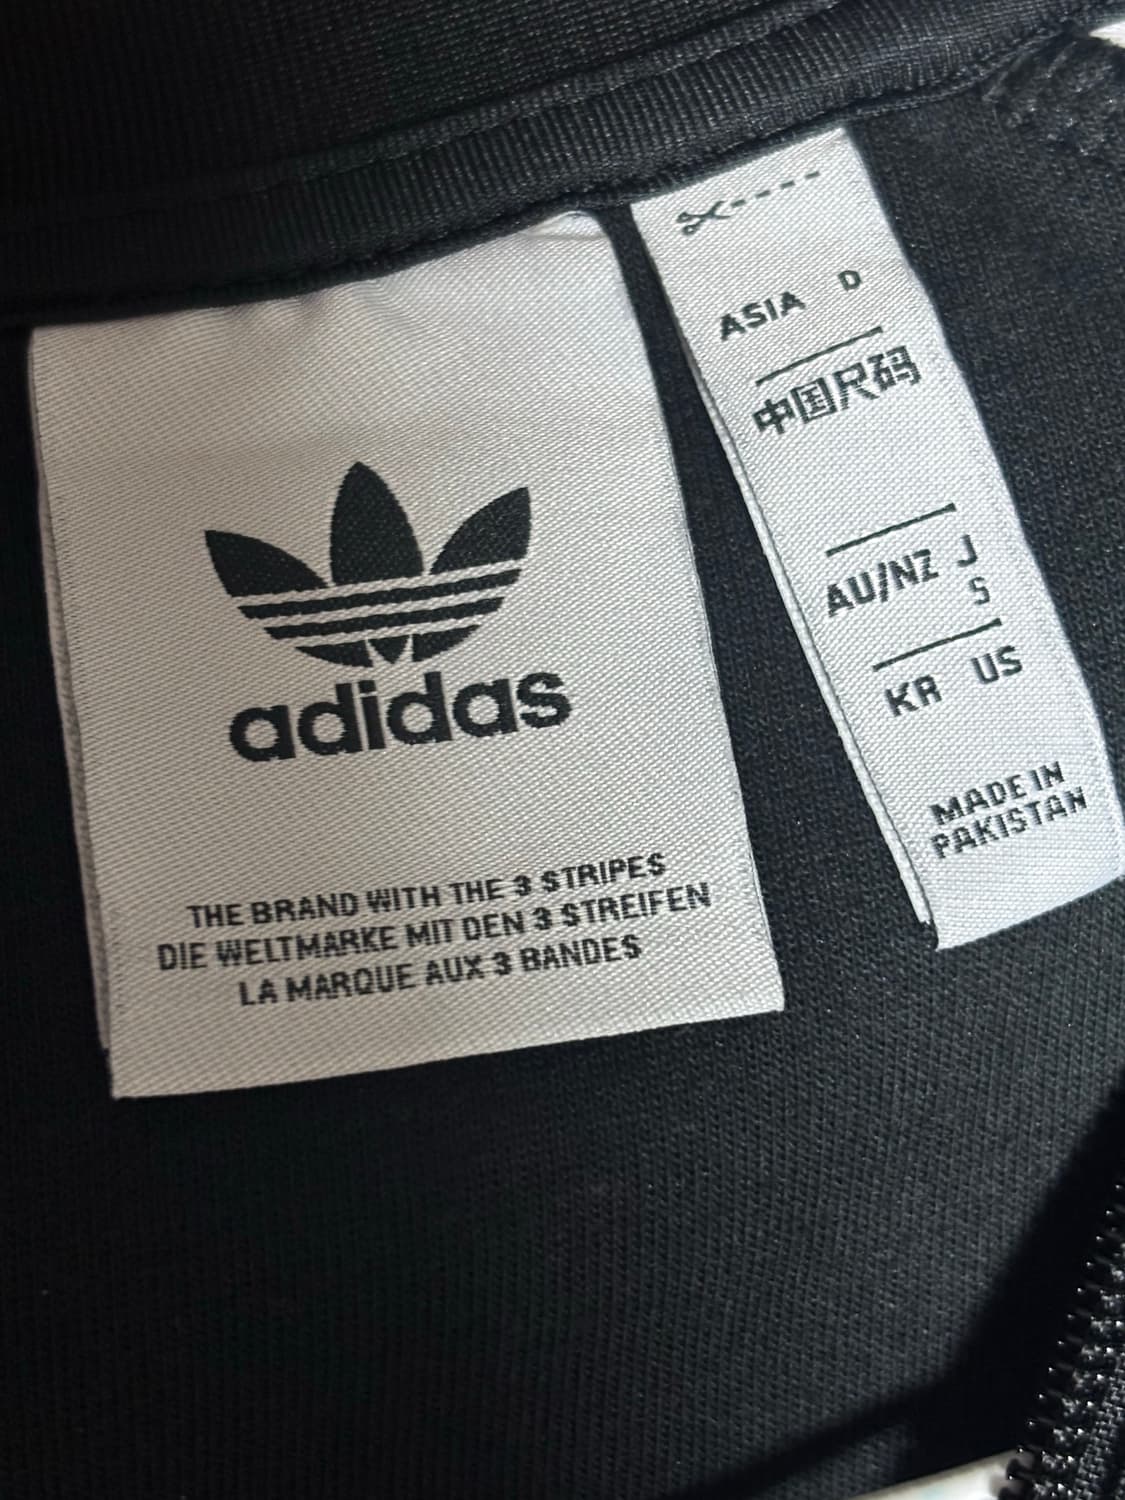 adidas
THE BRAND WITH THE 3 STRIPES
DIE WELTMARKE MIT DEN 3 STREIFEN
LA MARQUE AUX 3 BANDES
ASIA D
中国尺码
AU/NZ J
S
KR US
MADE IN
PAKISTAN